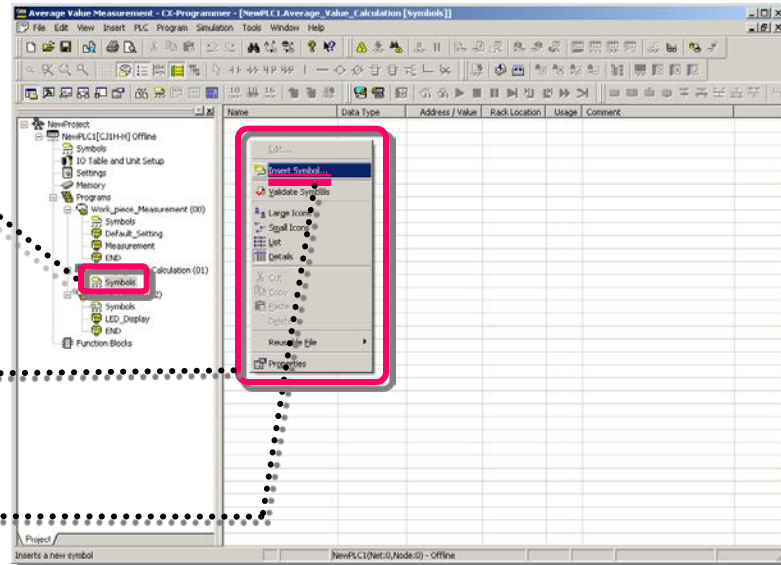 Average Value Measurement - CX-Programmer - [NewPLC1.Average_Value_Calculation [Symbols]]
File Edit View Insert PLC Program Simulation Tools Window Help
Name Data Type Address / Value Rack Location Usage Comment
NewProject
NewPLC1[CJ1H-H] Offline
Symbols
IO Table and Unit Setup
Settings
Memory
Programs
Work_piece_Measurement (00)
Symbols
Default_Setting
Measurement
END
Calculation (01)
Symbols
Symbols
LED_Display
END
Function Blocks
Edit...
Insert Symbol...
Validate Symbols
Large Icons
Small Icons
List
Details
Cut
Copy
Paste
Delete
Reusable File
Properties
Project
Inserts a new symbol
NewPLC1(Net:0,Node:0) - Offline